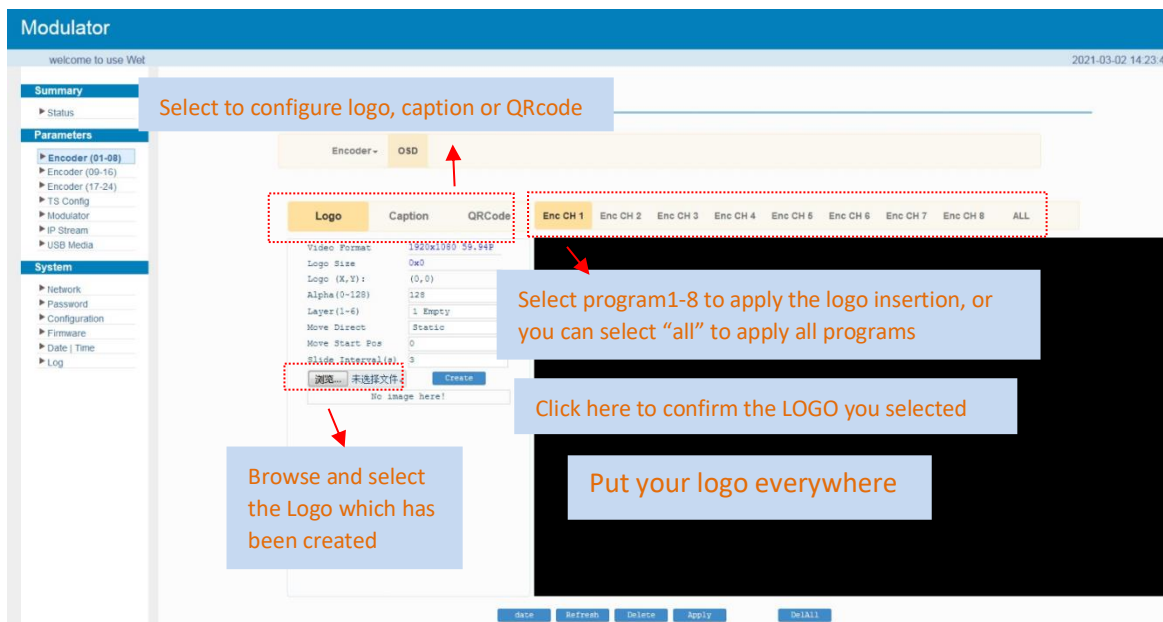 Modulator
welcome to use Wet
2021-03-02 14:23:4
Summary
Status
Parameters
Encoder (01-08)
Encoder (09-16)
Encoder (17-24)
TS Config
Modulator
IP Stream
USB Media
System
Network
Password
Configuration
Firmware
Date | Time
Log
Select to configure logo, caption or QRcode
Encoder
OSD
Logo Caption QRCode
Enc CH 1 Enc CH 2 Enc CH 3 Enc CH 4 Enc CH 5 Enc CH 6 Enc CH 7 Enc CH 8 ALL
Video Format 1920x1080 59.94P
Logo Size 0x0
Logo (X,Y): (0,0)
Alpha(0-128) 128
Layer(1-6) 1 Empty
Move Direct Static
Move Start Pos 0
Slide Interval(s) 3
浏览... 未选择文件。 Create
No image here!
Select program1-8 to apply the logo insertion, or
you can select “all” to apply all programs
Click here to confirm the LOGO you selected
Put your logo everywhere
Browse and select
the Logo which has
been created
date Refresh Delete Apply DelAll